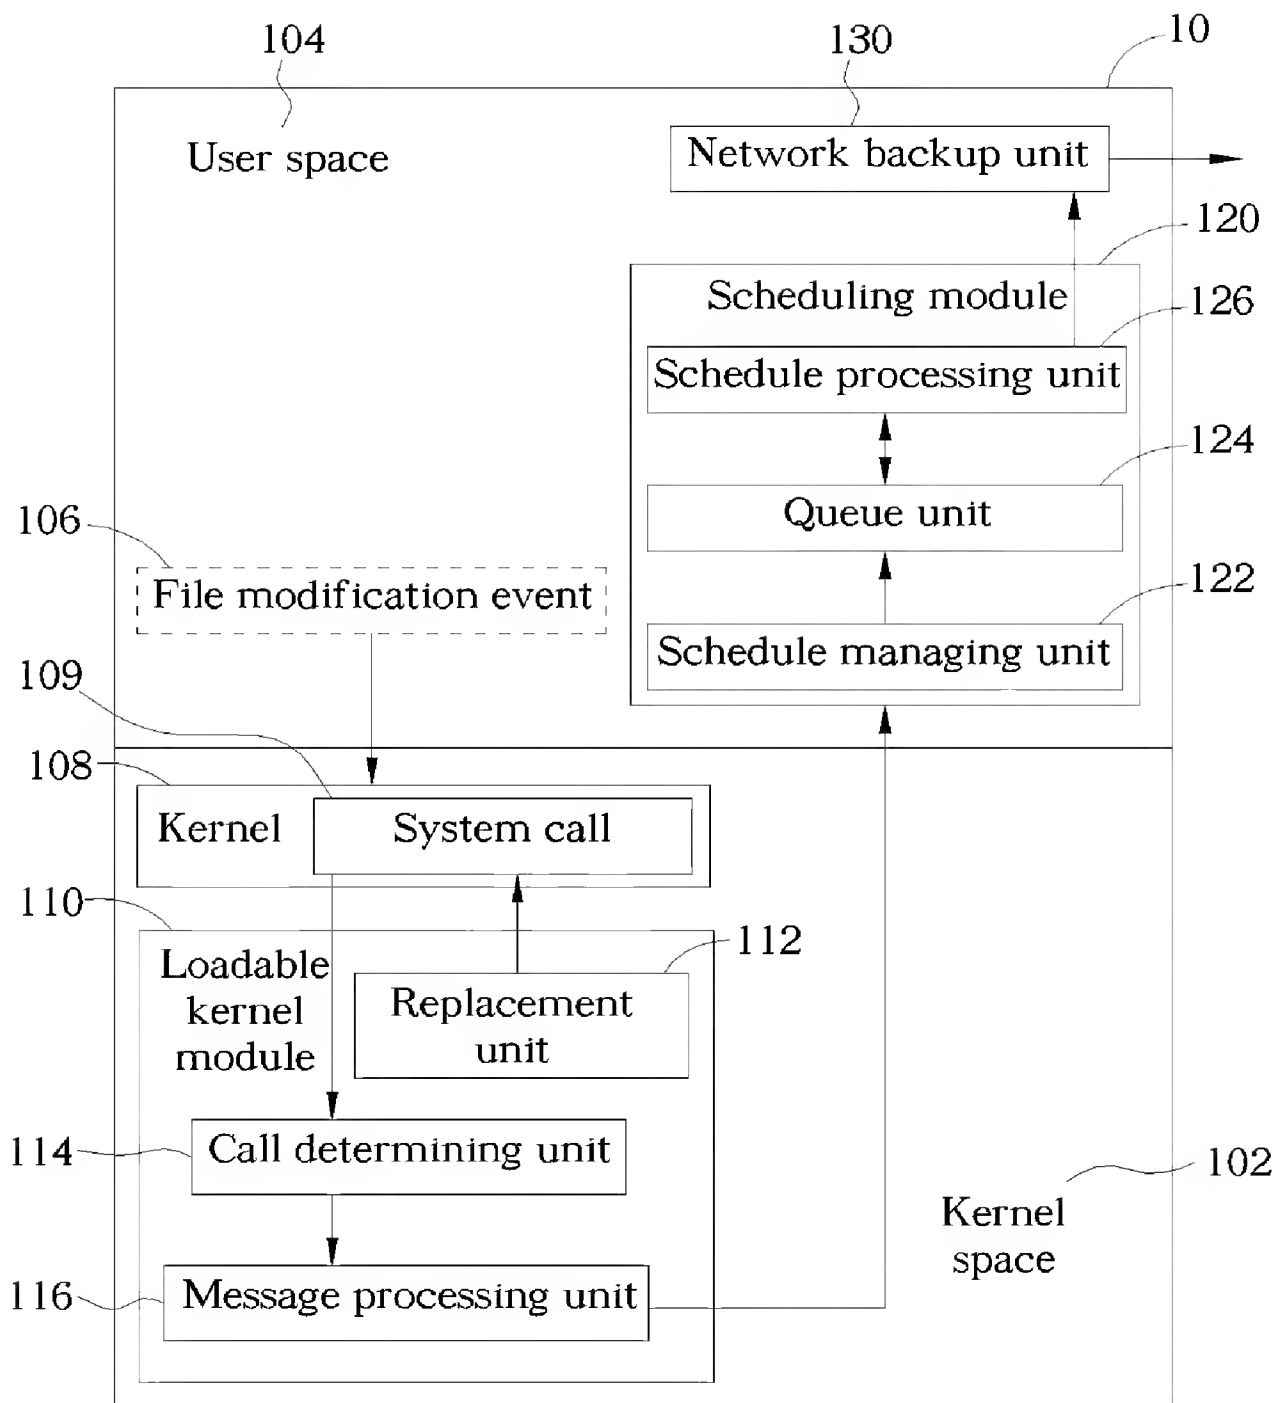 104
130
10
User space
Network backup unit
120
Scheduling module
126
Schedule processing unit
124
Queue unit
106
File modification event
122
Schedule managing unit
109
108
Kernel
System call
110
112
Loadable
kernel
module
Replacement
unit
114
Call determining unit
102
Kernel
space
116
Message processing unit